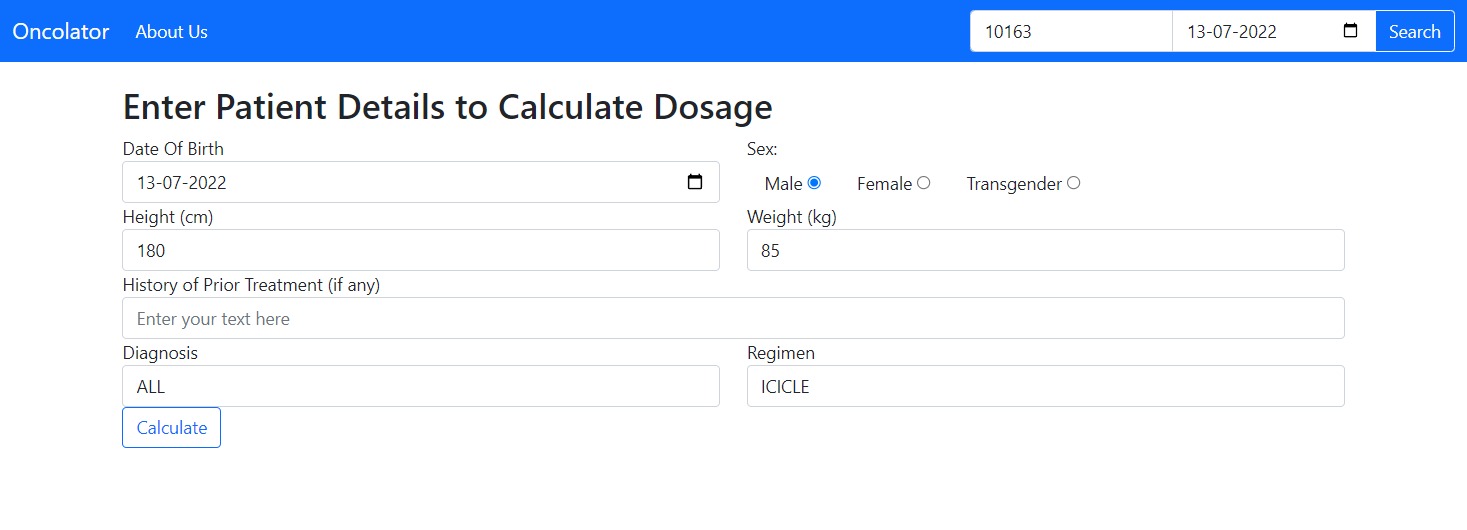 Oncolator About Us 10163 13-07-2022 Search
Enter Patient Details to Calculate Dosage
Date Of Birth Sex:
13-07-2022 Male Female Transgender
Height (cm) Weight (kg)
180 85
History of Prior Treatment (if any)
Enter your text here
Diagnosis Regimen
ALL ICICLE
Calculate